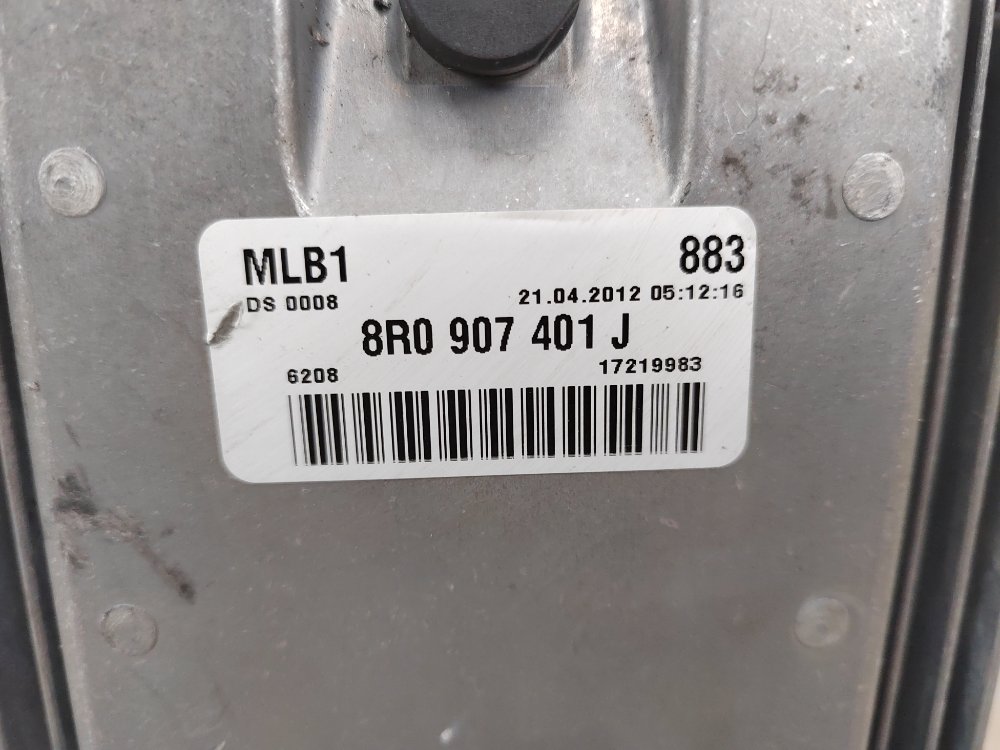 MLB1 883
DS 0008 21.04.2012 05:12:16
8R0 907 401 J
6208 17219983